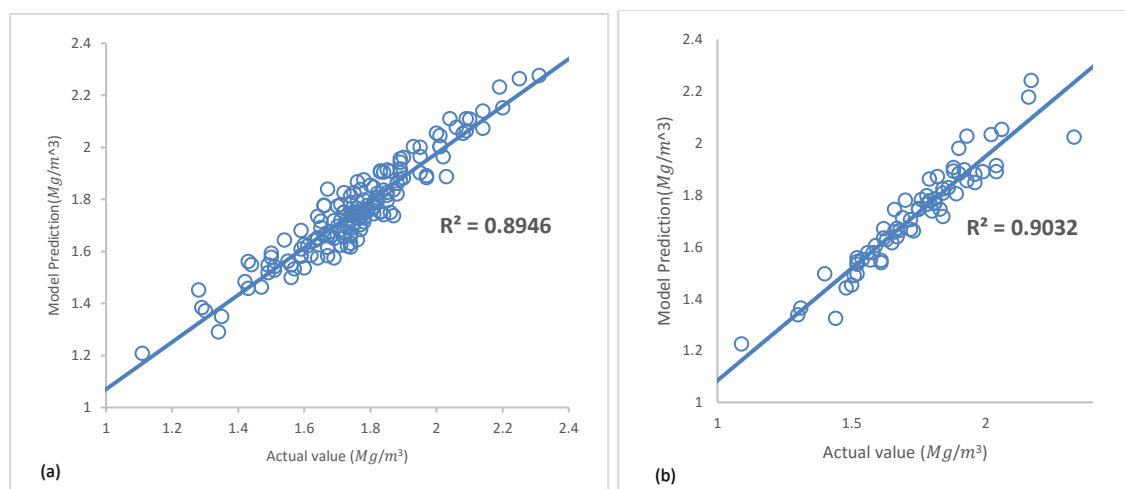 2.4
2.2
2
1.8
1.6
1.4
1.2
1
Model Prediction(Mg/m^3)
R² = 0.8946
1 1.2 1.4 1.6 1.8 2 2.2 2.4
Actual value (Mg/m³)
(a)
2.4
2.2
2
1.8
1.6
1.4
1.2
1
Model Prediction(Mg/m^3)
R² = 0.9032
1 1.5 2
Actual value (Mg/m³)
(b)